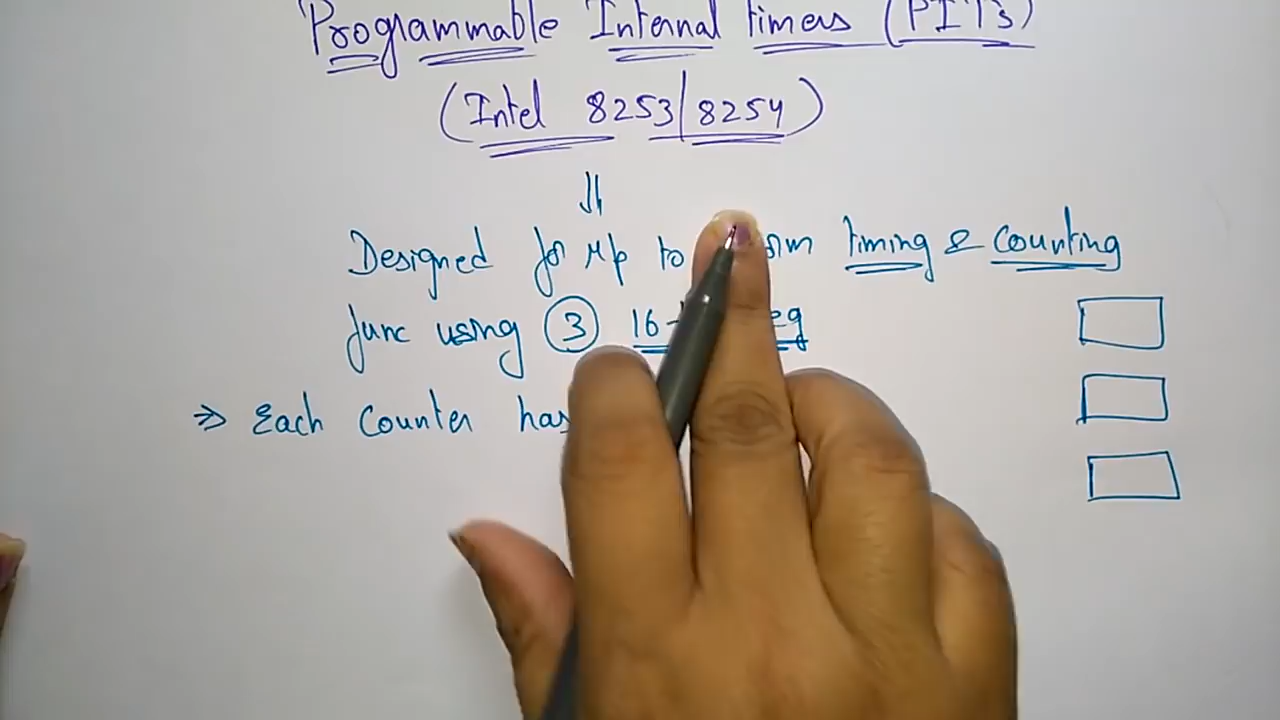 Programmable Internal timers (PITs)
(Intel 8253/8254)
Designed for μp to timing & counting
func using 3 16-
⇒ Each Counter has